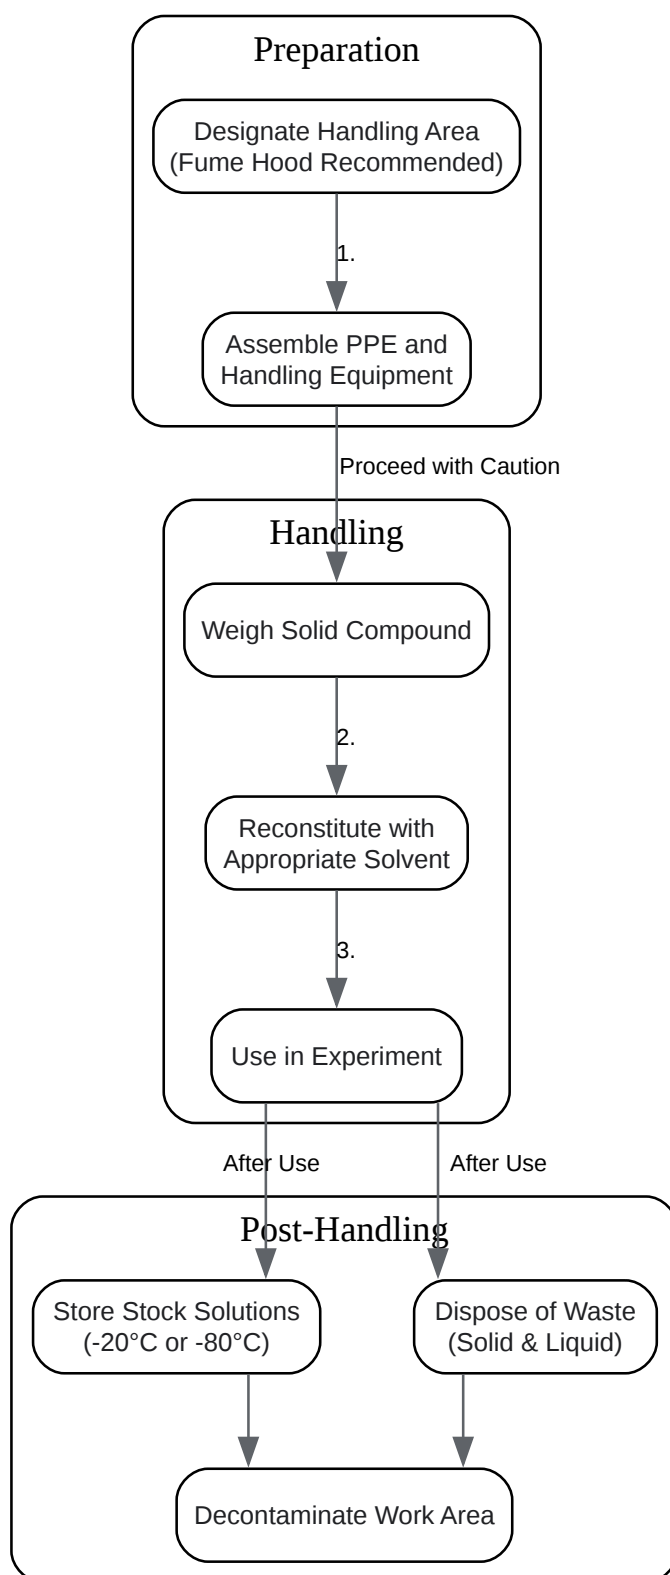 Preparation
Designate Handling Area
(Fume Hood Recommended)
1.
Assemble PPE and
Handling Equipment
Proceed with Caution
Handling
Weigh Solid Compound
2.
Reconstitute with
Appropriate Solvent
3.
Use in Experiment
After Use
After Use
Post-Handling
Store Stock Solutions
(-20°C or -80°C)
Dispose of Waste
(Solid & Liquid)
Decontaminate Work Area